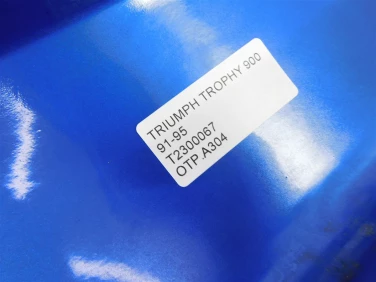 TRIUMPH TROPHY 900
91-95
T2300067
OTP.A304